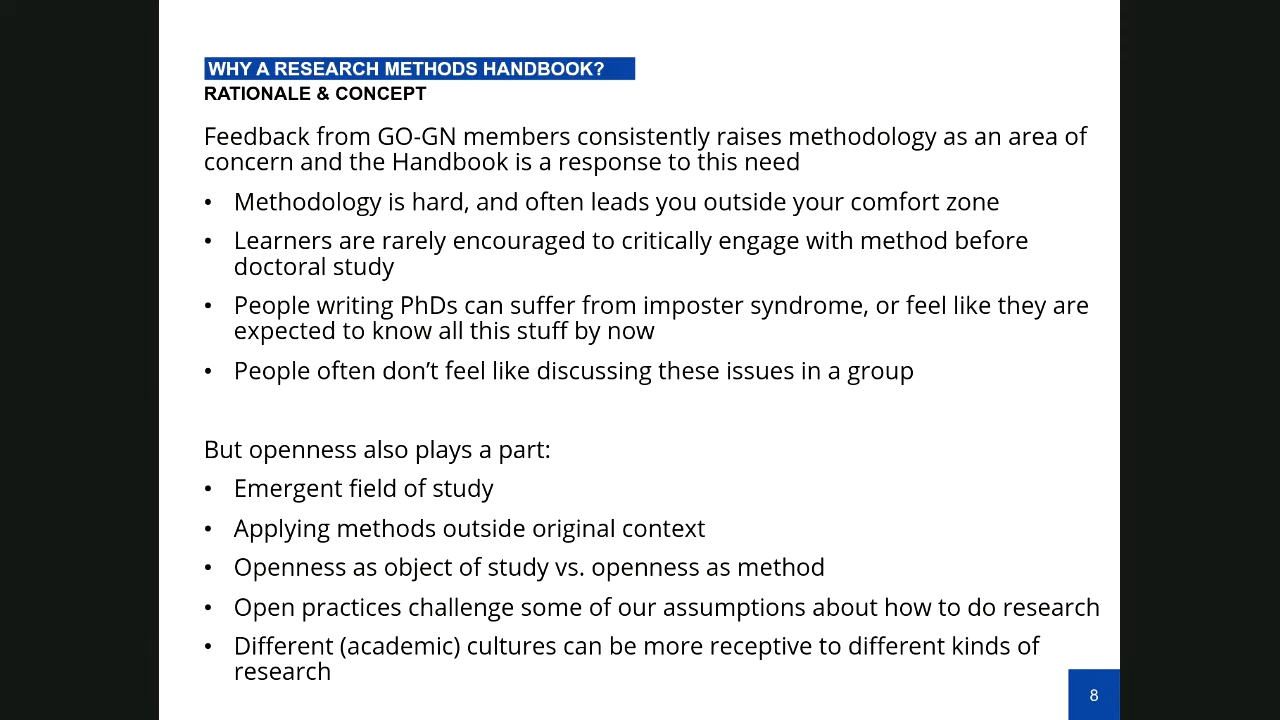 WHY A RESEARCH METHODS HANDBOOK?
RATIONALE & CONCEPT
Feedback from GO-GN members consistently raises methodology as an area of
concern and the Handbook is a response to this need
• Methodology is hard, and often leads you outside your comfort zone
• Learners are rarely encouraged to critically engage with method before
doctoral study
• People writing PhDs can suffer from imposter syndrome, or feel like they are
expected to know all this stuff by now
• People often don’t feel like discussing these issues in a group
But openness also plays a part:
• Emergent field of study
• Applying methods outside original context
• Openness as object of study vs. openness as method
• Open practices challenge some of our assumptions about how to do research
• Different (academic) cultures can be more receptive to different kinds of
research
8